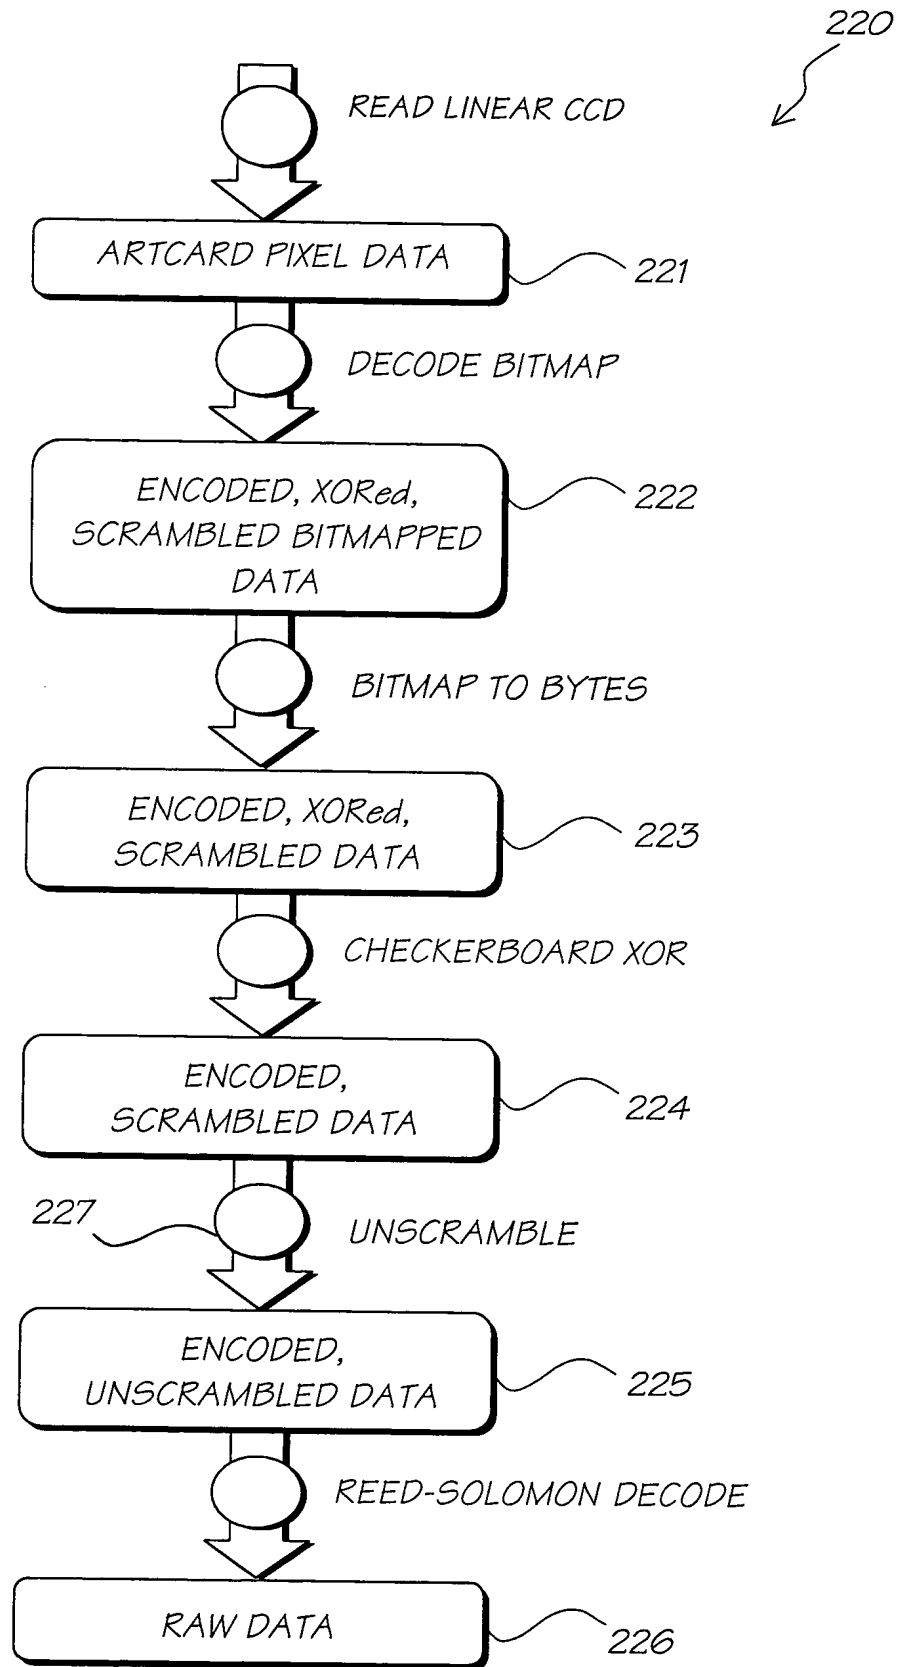 220
READ LINEAR CCD
ARTCARD PIXEL DATA
221
DECODE BITMAP
ENCODED, XORed,
SCRAMBLED BITMAPPED
DATA
222
BITMAP TO BYTES
ENCODED, XORed,
SCRAMBLED DATA
223
CHECKERBOARD XOR
ENCODED,
SCRAMBLED DATA
224
227
UNSCRAMBLE
ENCODED,
UNSCRAMBLED DATA
225
REED-SOLOMON DECODE
RAW DATA
226